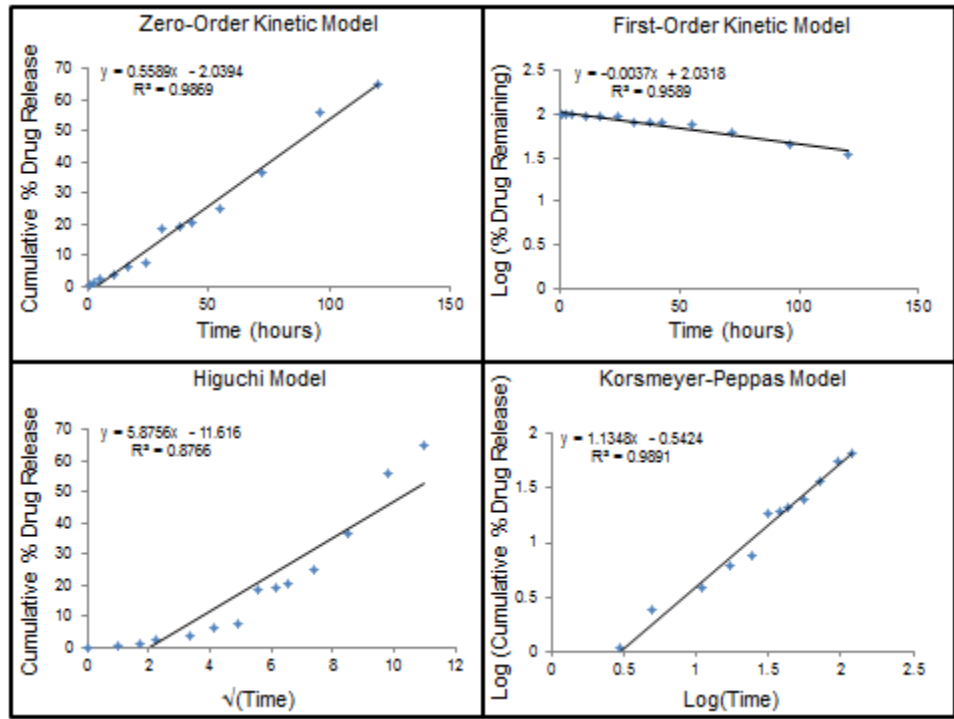 Zero-Order Kinetic Model
Cumulative % Drug Release
y = 0.5589x - 2.0394
R² = 0.9869
70
60
50
40
30
20
10
0
0 50 100 150
Time (hours)
First-Order Kinetic Model
Log (% Drug Remaining)
y = -0.0037x + 2.0318
R² = 0.9589
2.5
2
1.5
1
0.5
0
0 50 100 150
Time (hours)
Higuchi Model
Cumulative % Drug Release
y = 5.8756x - 11.616
R² = 0.8766
70
60
50
40
30
20
10
0
0 2 4 6 8 10 12
√(Time)
Korsmeyer-Peppas Model
Log (Cumulative % Drug Release)
y = 1.1348x - 0.5424
R² = 0.9891
2
1.5
1
0.5
0
0 0.5 1 1.5 2 2.5
Log(Time)